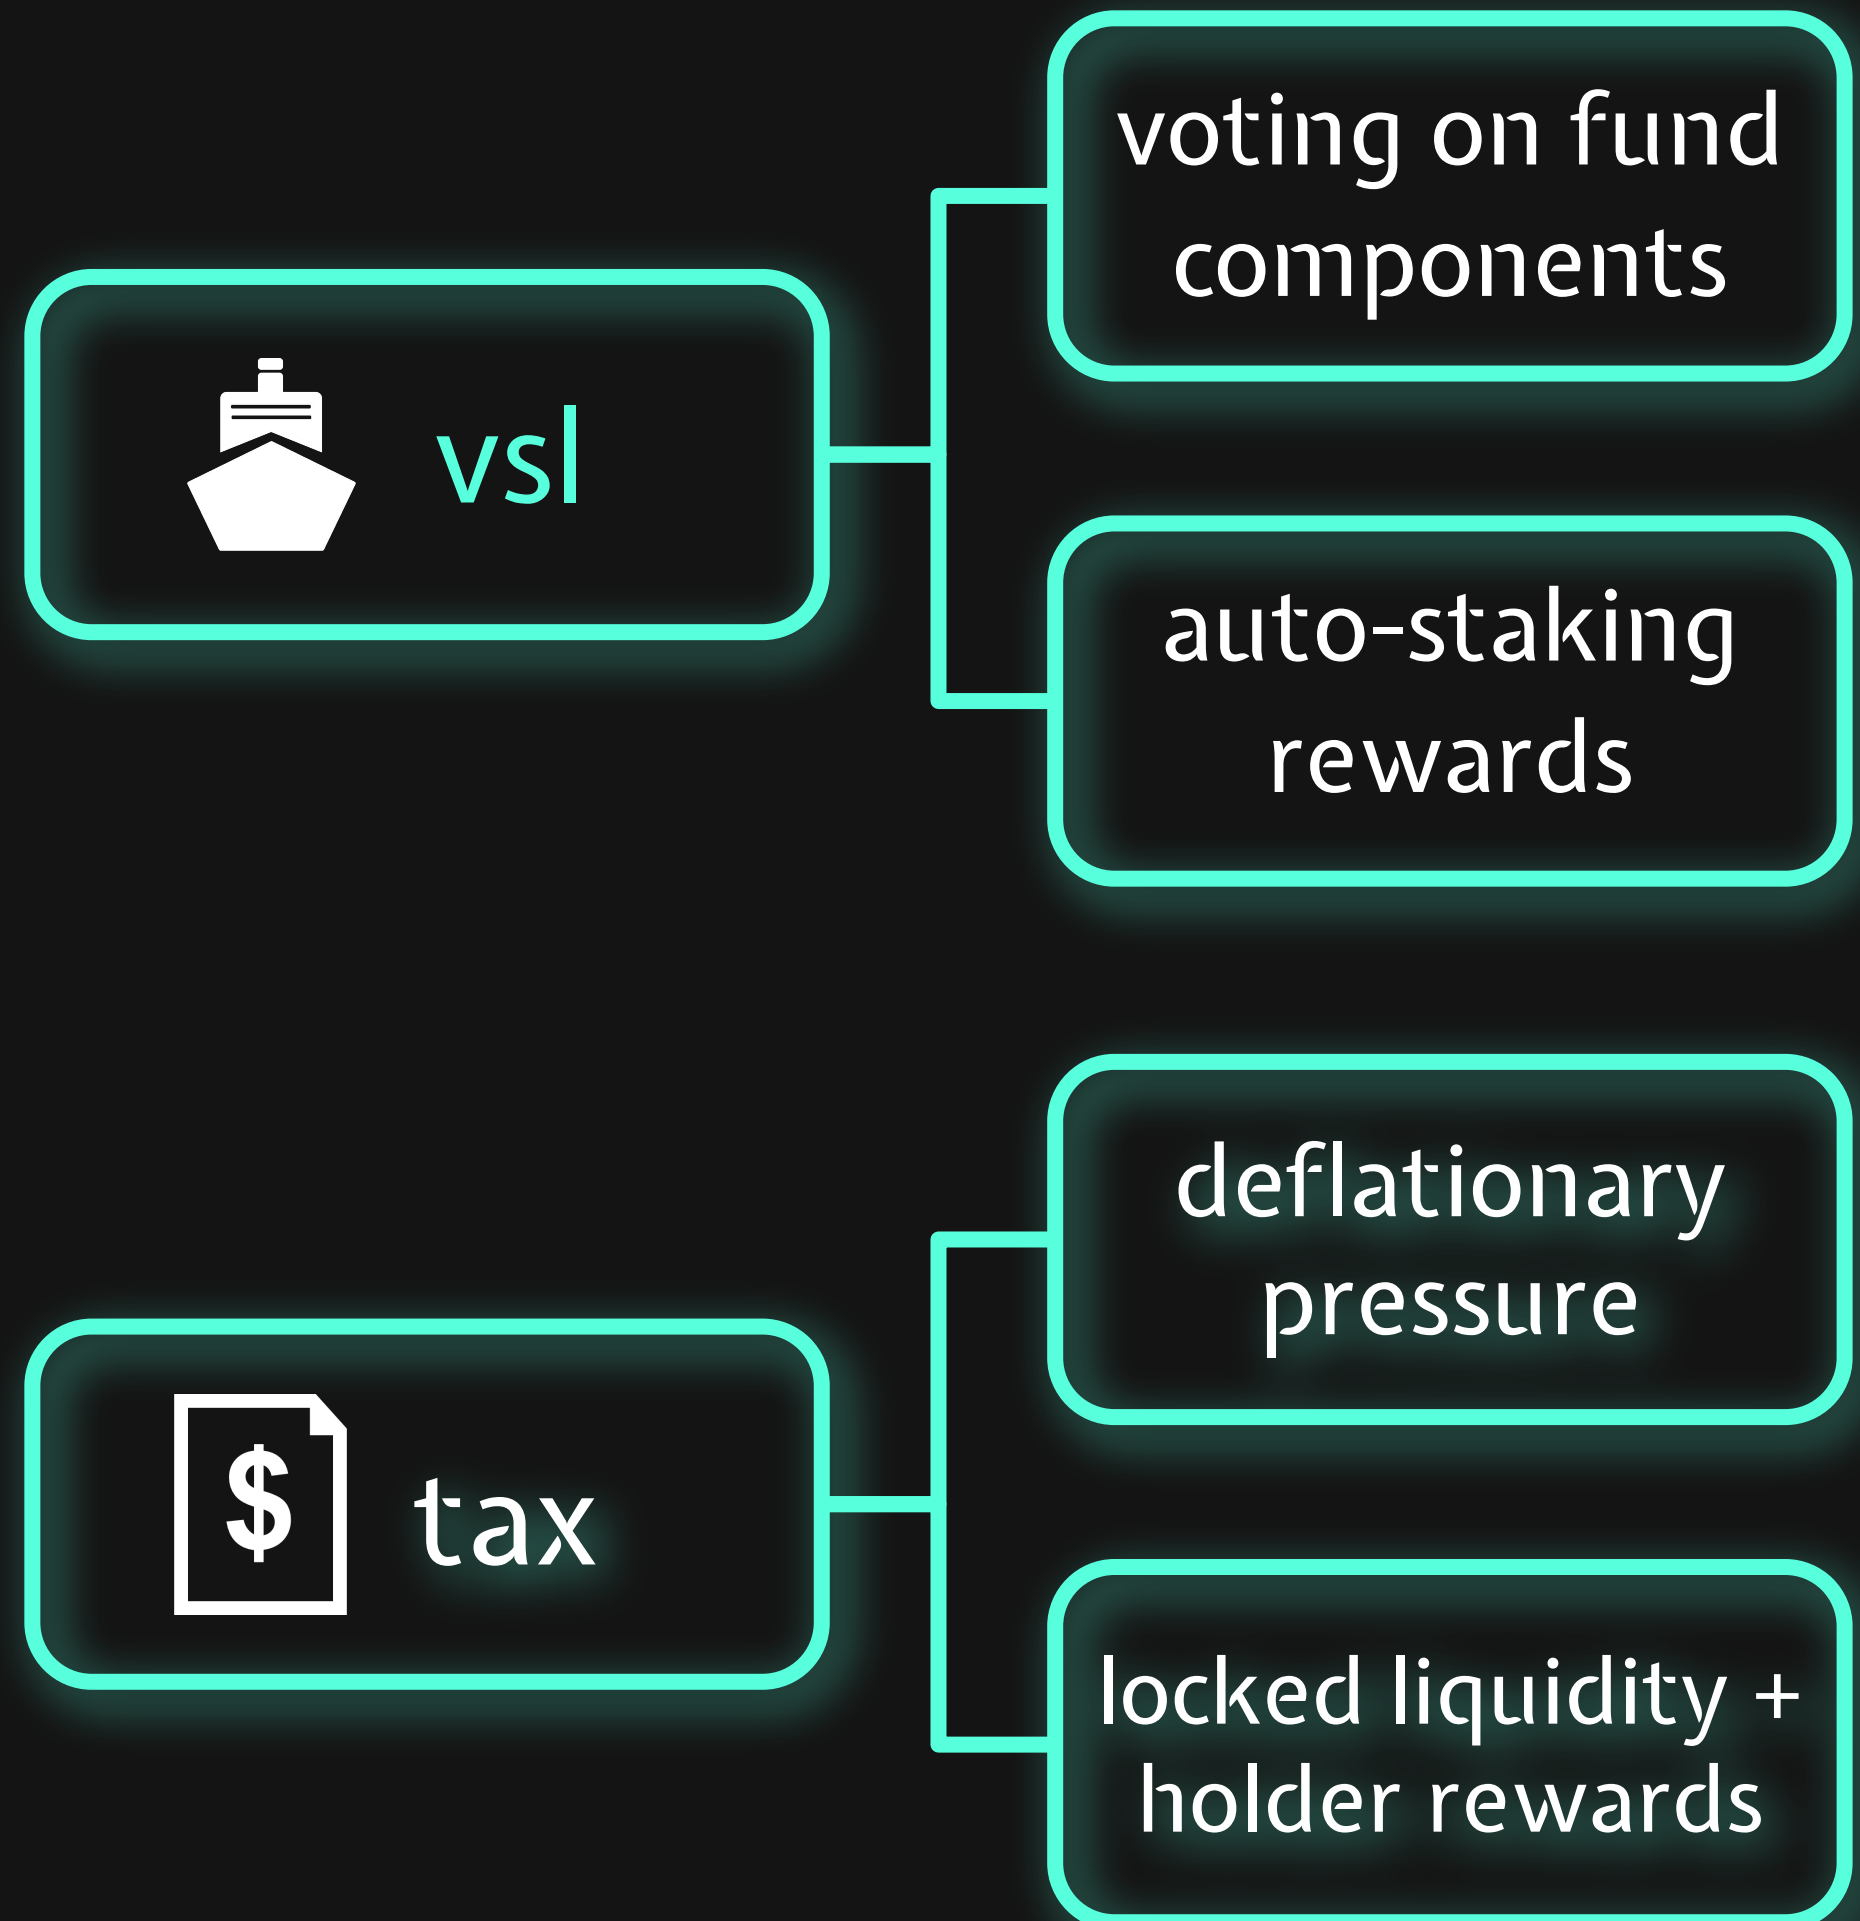 voting on fund
components
vsl
auto-staking
rewards
deflationary
pressure
$
tax
locked liquidity +
holder rewards